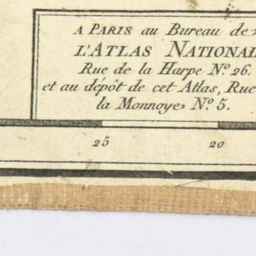 A PARIS au Bureau de
L'ATLAS NATIONAL
Rue de la Harpe N.º 26.
et au dépôt de cet Atlas, Rue
la Monnoye N.º 5.
25 20